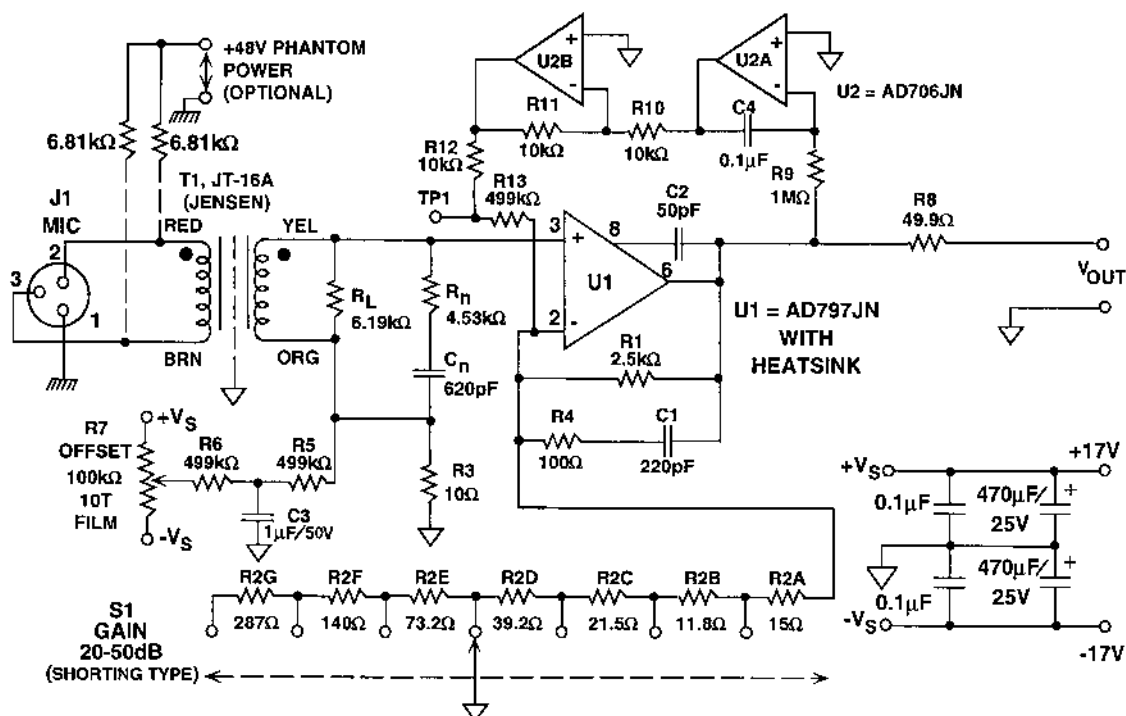 +48V PHANTOM
POWER
(OPTIONAL)
6.81kΩ
6.81kΩ
T1, JT-16A
(JENSEN)
J1
MIC
2
3
1
RED
BRN
YEL
ORG
RL
6.19kΩ
Rn
4.53kΩ
Cn
620pF
U2B
+
-
U2A
+
-
U2 = AD706JN
R11
10kΩ
R10
10kΩ
C4
0.1μF
R12
10kΩ
R13
499kΩ
TP1
R9
1MΩ
C2
50pF
R8
49.9Ω
3
+
8
6
U1
2
-
VOUT
U1 = AD797JN
WITH
HEATSINK
R1
2.5kΩ
R4
100Ω
C1
220pF
R7
OFFSET
100kΩ
10T
FILM
+VS
-VS
R6
499kΩ
R5
499kΩ
C3
1μF/50V
R3
10Ω
+VS
+17V
0.1μF
470μF/
25V
+
0.1μF
470μF/
25V
+
-VS
-17V
R2G
287Ω
R2F
140Ω
R2E
73.2Ω
R2D
39.2Ω
R2C
21.5Ω
R2B
11.8Ω
R2A
15Ω
S1
GAIN
20-50dB
(SHORTING TYPE)